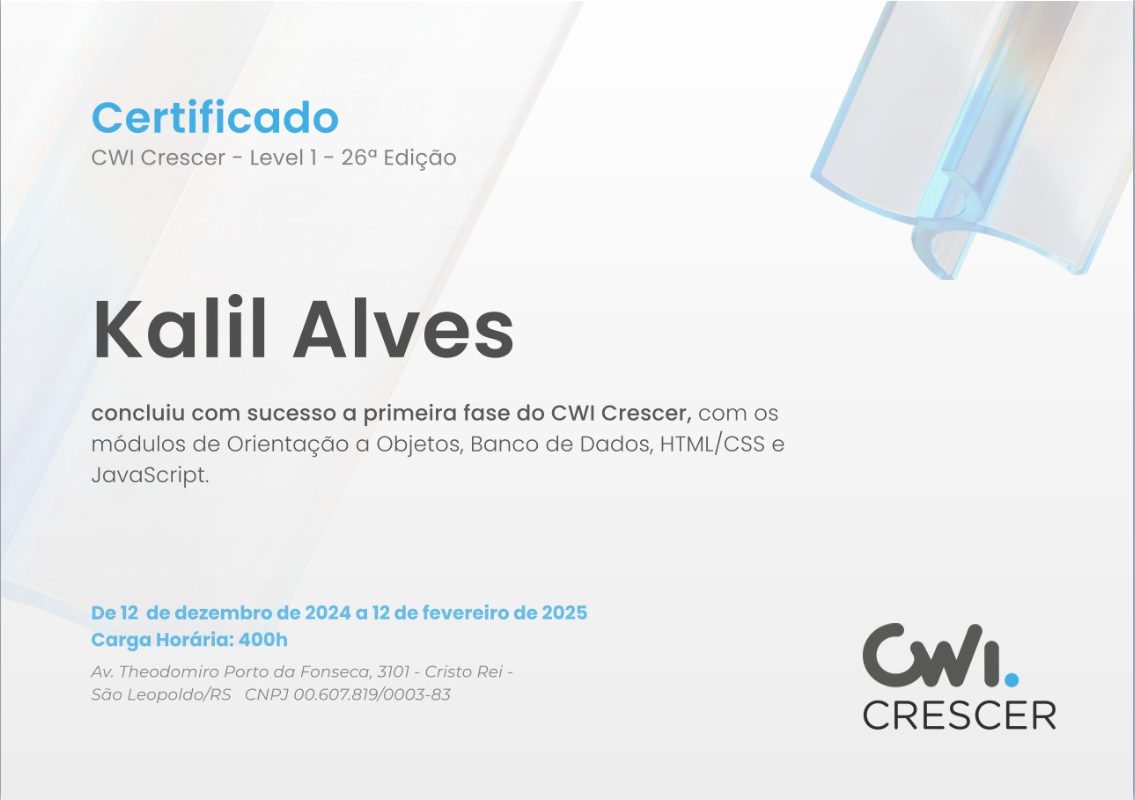 Certificado
CWI Crescer - Level 1 - 26ª Edição
Kalil Alves
concluiu com sucesso a primeira fase do CWI Crescer, com os
módulos de Orientação a Objetos, Banco de Dados, HTML/CSS e
JavaScript.
De 12 de dezembro de 2024 a 12 de fevereiro de 2025
Carga Horária: 400h
Av. Theodomiro Porto da Fonseca, 3101 - Cristo Rei -
São Leopoldo/RS CNPJ 00.607.819/0003-83
CWI.
CRESCER